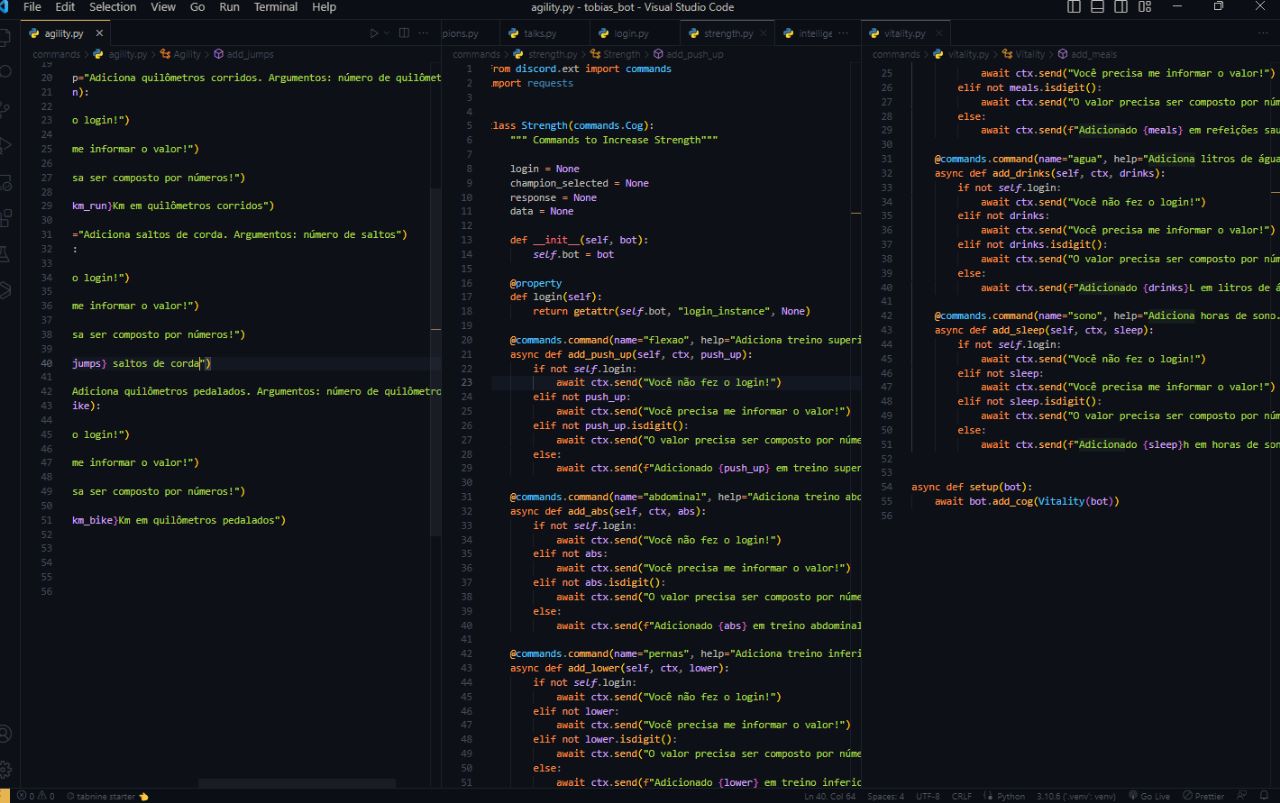 File Edit Selection View Go Run Terminal Help
agility.py - tobias_bot - Visual Studio Code
agility.py
commands > agility.py > Agility > add_jumps
19
20 p="Adiciona quilômetros corridos. Argumentos: número de quilômet
21 n):
22
23 o login!")
24
25 me informar o valor!")
26
27 sa ser composto por números!")
28
29 km_run}Km em quilômetros corridos")
30
31 ="Adiciona saltos de corda. Argumentos: número de saltos")
32 :
33
34 o login!")
35
36 me informar o valor!")
37
38 sa ser composto por números!")
39
40 jumps} saltos de corda")
41
42 Adiciona quilômetros pedalados. Argumentos: número de quilômetro
43 ike):
44
45 o login!")
46
47 me informar o valor!")
48
49 sa ser composto por números!")
50
51 km_bike}Km em quilômetros pedalados")
52
53
54
55
56
pions.py talks.py login.py strength.py intellige
commands > strength.py > Strength > add_push_up
1 rom discord.ext import commands
2 mport requests
3
4
5 lass Strength(commands.Cog):
6 """ Commands to Increase Strength"""
7
8 login = None
9 champion_selected = None
10 response = None
11 data = None
12
13 def __init__(self, bot):
14 self.bot = bot
15
16 @property
17 def login(self):
18 return getattr(self.bot, "login_instance", None)
19
20 @commands.command(name="flexao", help="Adiciona treino superi
21 async def add_push_up(self, ctx, push_up):
22 if not self.login:
23 await ctx.send("Você não fez o login!")
24 elif not push_up:
25 await ctx.send("Você precisa me informar o valor!")
26 elif not push_up.isdigit():
27 await ctx.send("O valor precisa ser composto por núme
28 else:
29 await ctx.send(f"Adicionado {push_up} em treino super
30
31 @commands.command(name="abdominal", help="Adiciona treino abd
32 async def add_abs(self, ctx, abs):
33 if not self.login:
34 await ctx.send("Você não fez o login!")
35 elif not abs:
36 await ctx.send("Você precisa me informar o valor!")
37 elif not abs.isdigit():
38 await ctx.send("O valor precisa ser composto por núme
39 else:
40 await ctx.send(f"Adicionado {abs} em treino abdominal
41
42 @commands.command(name="pernas", help="Adiciona treino inferi
43 async def add_lower(self, ctx, lower):
44 if not self.login:
45 await ctx.send("Você não fez o login!")
46 elif not lower:
47 await ctx.send("Você precisa me informar o valor!")
48 elif not lower.isdigit():
49 await ctx.send("O valor precisa ser composto por núme
50 else:
51 await ctx.send(f"Adicionado {lower} em treino inferio
vitality.py
commands > vitality.py > Vitality > add_meals
25 await ctx.send("Você precisa me informar o valor!")
26 elif not meals.isdigit():
27 await ctx.send("O valor precisa ser composto por núm
28 else:
29 await ctx.send(f"Adicionado {meals} em refeições sau
30
31 @commands.command(name="agua", help="Adiciona litros de água
32 async def add_drinks(self, ctx, drinks):
33 if not self.login:
34 await ctx.send("Você não fez o login!")
35 elif not drinks:
36 await ctx.send("Você precisa me informar o valor!")
37 elif not drinks.isdigit():
38 await ctx.send("O valor precisa ser composto por núm
39 else:
40 await ctx.send(f"Adicionado {drinks}L em litros de á
41
42 @commands.command(name="sono", help="Adiciona horas de sono.
43 async def add_sleep(self, ctx, sleep):
44 if not self.login:
45 await ctx.send("Você não fez o login!")
46 elif not sleep:
47 await ctx.send("Você precisa me informar o valor!")
48 elif not sleep.isdigit():
49 await ctx.send("O valor precisa ser composto por núm
50 else:
51 await ctx.send(f"Adicionado {sleep}h em horas de son
52
53
54 async def setup(bot):
55 await bot.add_cog(Vitality(bot))
56
0 0 tabnine starter Ln 40, Col 64 Spaces: 4 UTF-8 CRLF Python 3.10.6 ('.venv': venv) Go Live Prettier